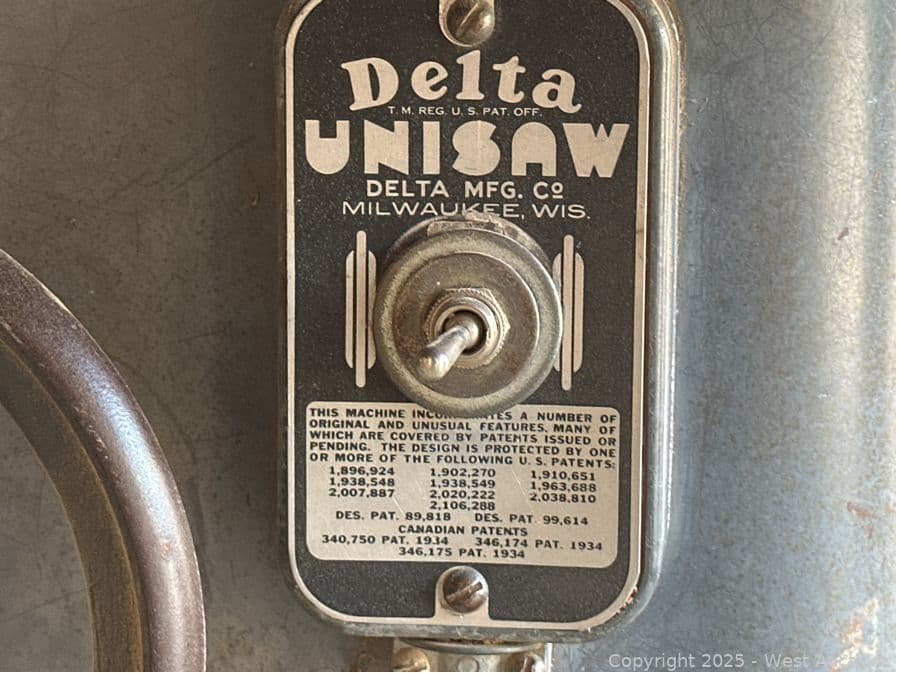 Delta
T. M. REG. U. S. PAT. OFF.
UNISAW
DELTA MFG. Cº
MILWAUKEE, WIS.
THIS MACHINE INCORPORATES A NUMBER OF
ORIGINAL AND UNUSUAL FEATURES, MANY OF
WHICH ARE COVERED BY PATENTS ISSUED OR
PENDING. THE DESIGN IS PROTECTED BY ONE
OR MORE OF THE FOLLOWING U. S. PATENTS:
1,896,924 1,902,270 1,910,651
1,938,548 1,938,549 1,963,688
2,007,887 2,020,222 2,038,810
2,106,288
DES. PAT. 89,818 DES. PAT. 99,614
CANADIAN PATENTS
340,750 PAT. 1934 346,174 PAT. 1934
346,175 PAT. 1934
Copyright 2025 - West